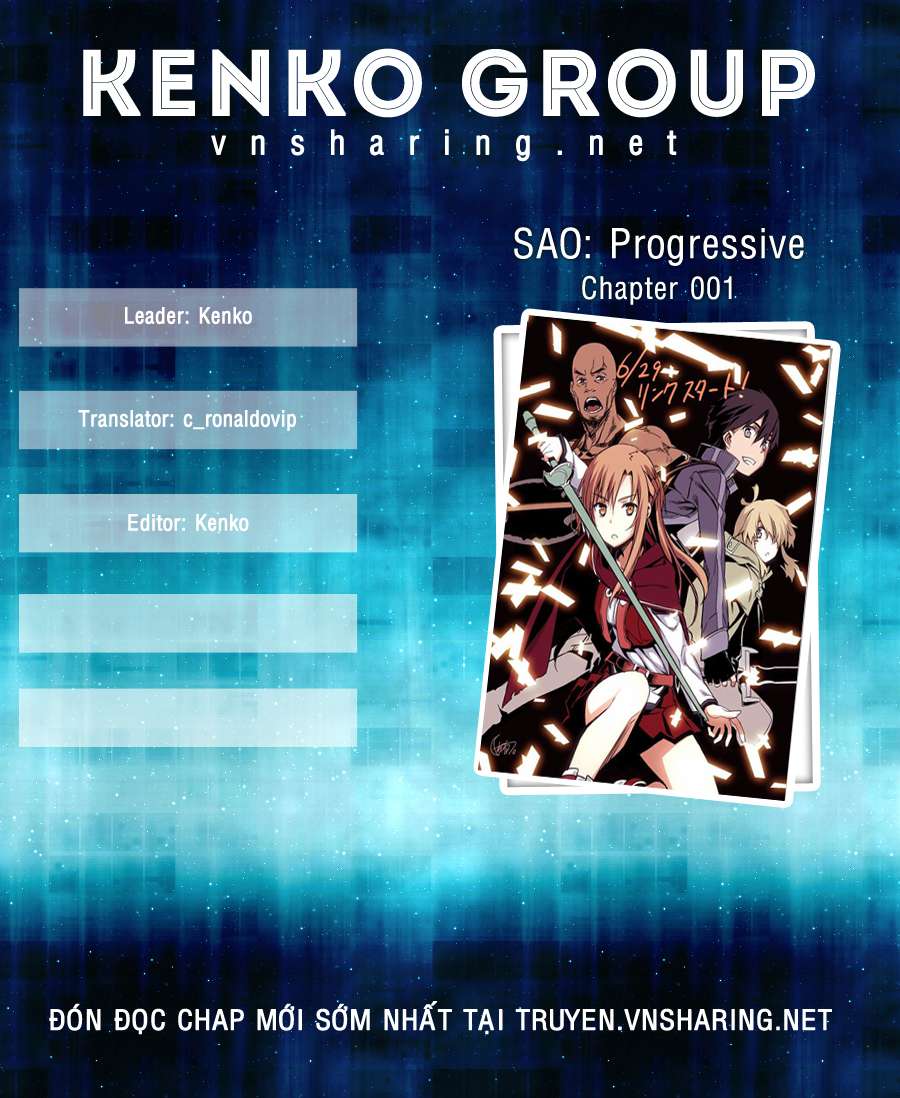 KENKO GROUP
vnsharing.net
SAO: Progressive
Chapter 001
Leader: Kenko
Translator: c_ronaldovip
Editor: Kenko
6/29
リンクスタート!
ĐÓN ĐỌC CHAP MỚI SỚM NHẤT TẠI TRUYEN.VNSHARING.NET